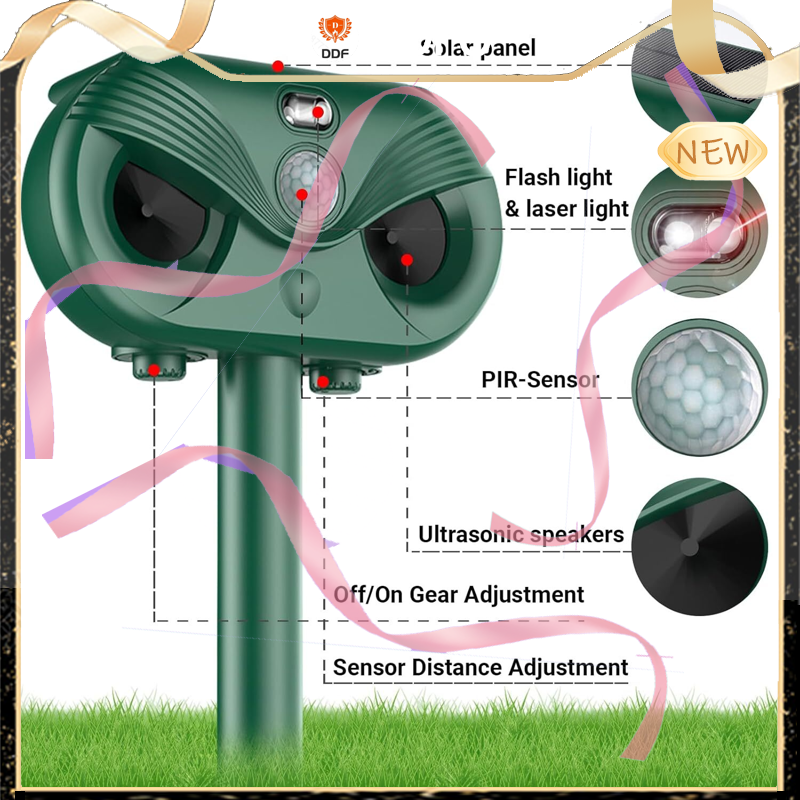 DDF
Solar panel
NEW
Flash light
& laser light
PIR-Sensor
Ultrasonic speakers
Off/On Gear Adjustment
Sensor Distance Adjustment